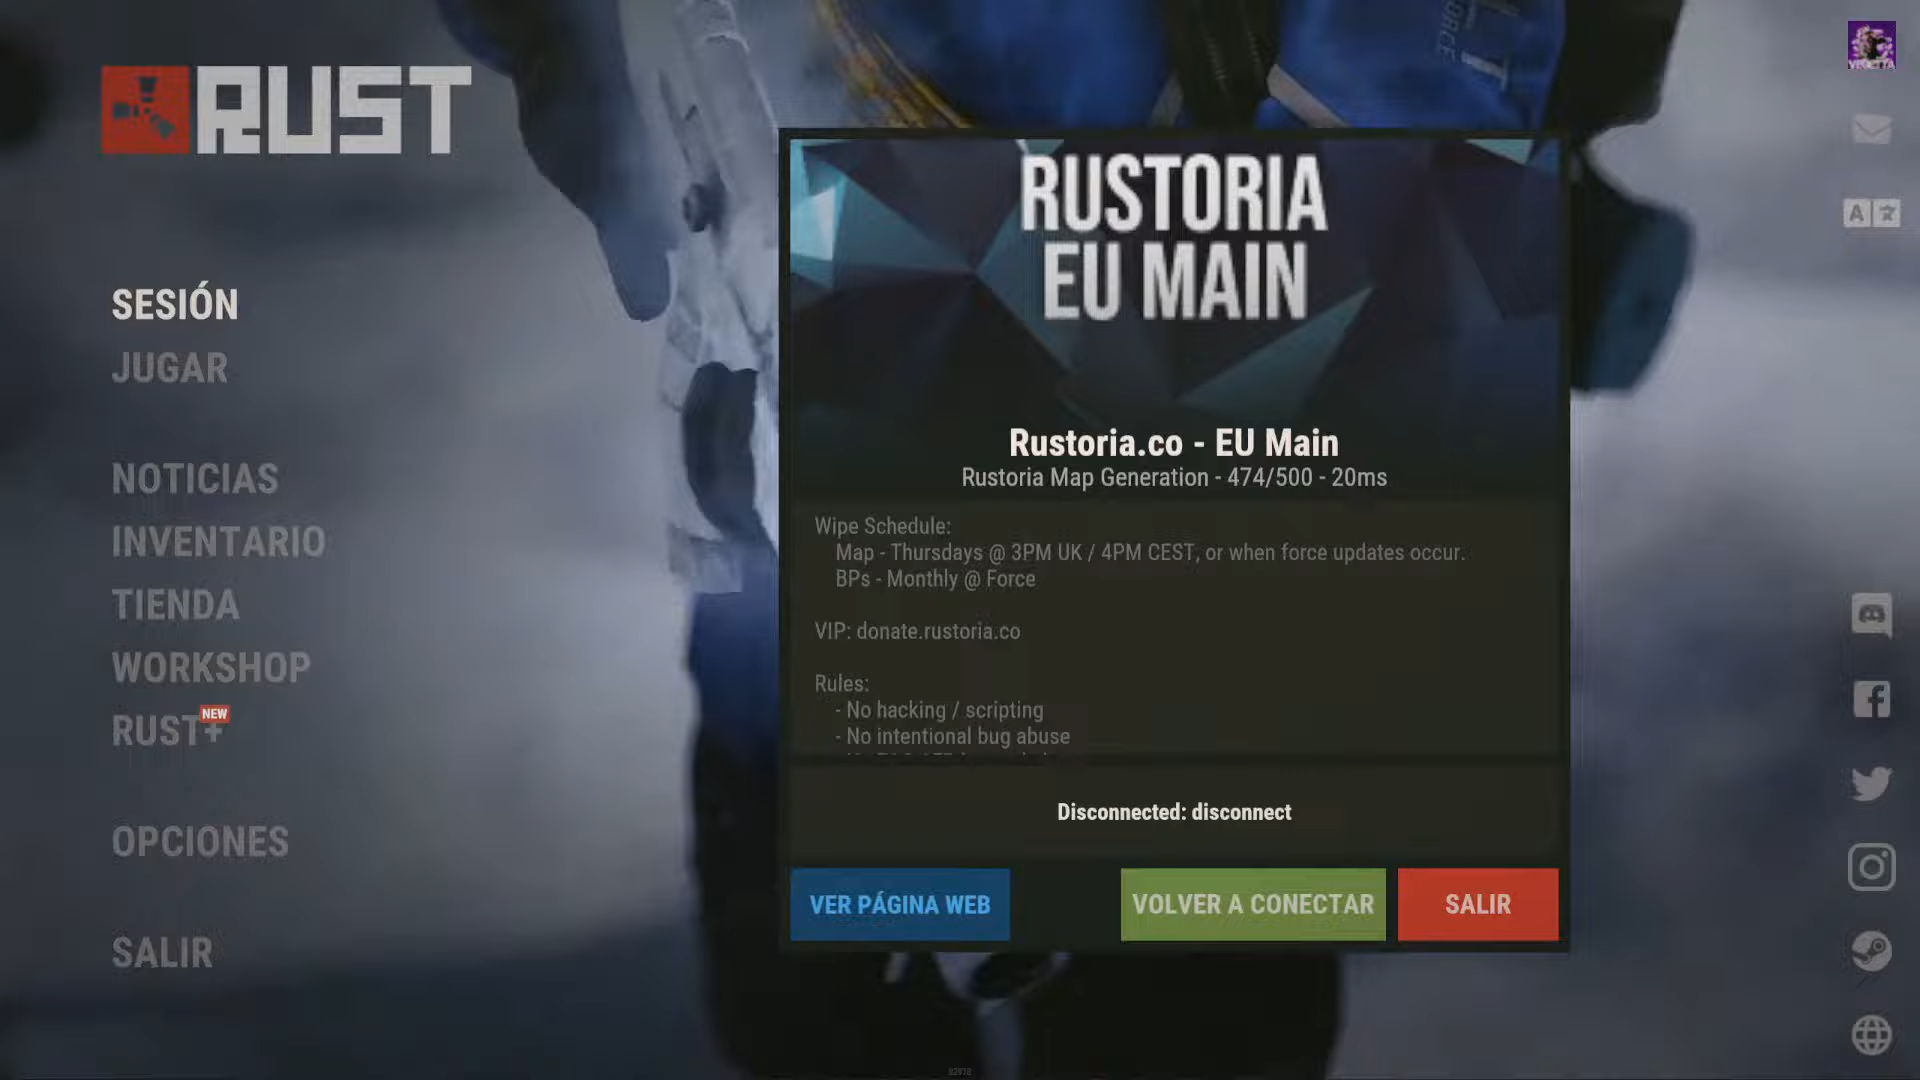 RUST
SESIÓN
JUGAR
NOTICIAS
INVENTARIO
TIENDA
WORKSHOP
RUST+
NEW
OPCIONES
SALIR
RUSTORIA
EU MAIN
Rustoria.co - EU Main
Rustoria Map Generation - 474/500 - 20ms
Wipe Schedule:
Map - Thursdays @ 3PM UK / 4PM CEST, or when force updates occur.
BPs - Monthly @ Force
VIP: donate.rustoria.co
Rules:
- No hacking / scripting
- No intentional bug abuse
Disconnected: disconnect
VER PÁGINA WEB
VOLVER A CONECTAR
SALIR
VEGETTA
A
FORCE